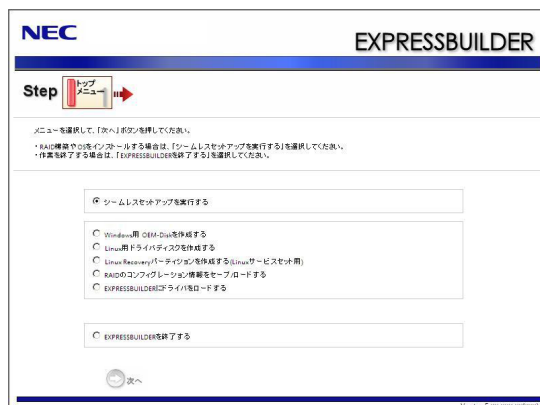 NEC
EXPRESSBUILDER
Step
トップ
メニュー
メニューを選択して、「次へ」ボタンを押してください。
・RAID構築やOSをインストールする場合は、「シームレスセットアップを実行する」を選択してください。
・作業を終了する場合は、「EXPRESSBUILDERを終了する」を選択してください。
シームレスセットアップを実行する
Windows用 OEM-Diskを作成する
Linux用ドライバディスクを作成する
Linux Recoveryパーティションを作成する(Linuxサービスセット用)
RAIDのコンフィグレーション情報をセーブ/ロードする
EXPRESSBUILDERにドライバをロードする
EXPRESSBUILDERを終了する
次へ